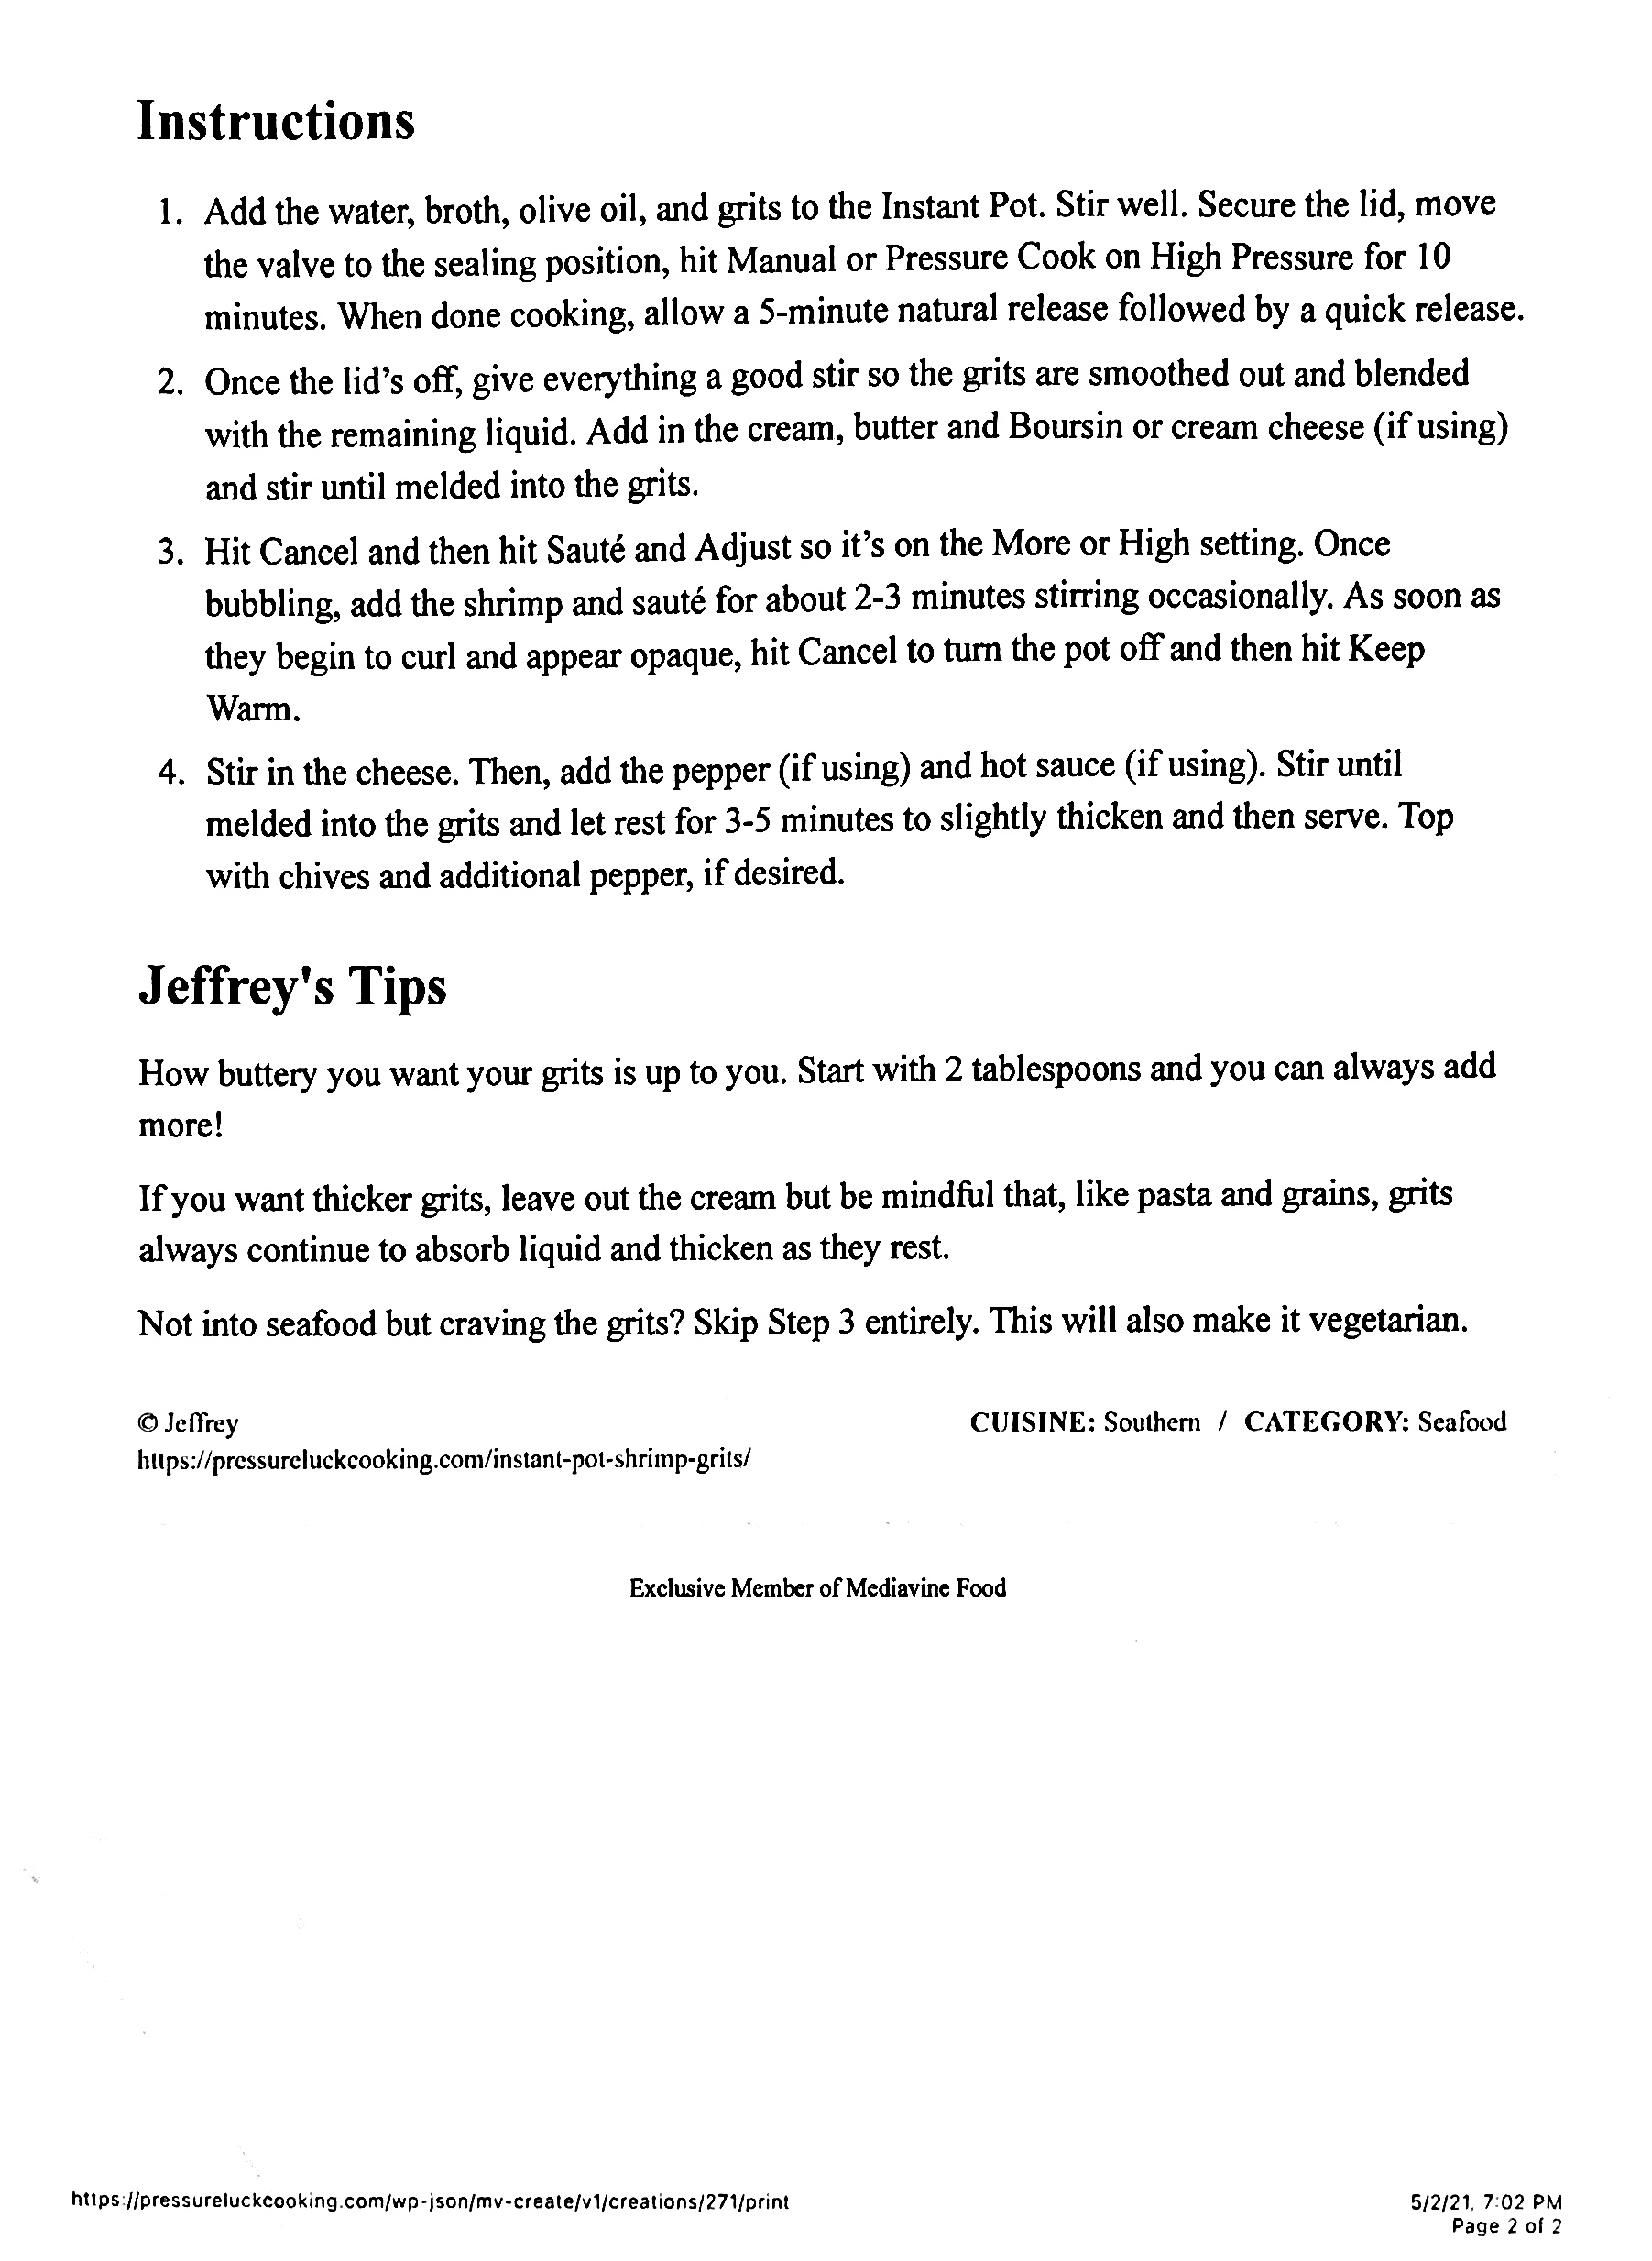 Instructions
1. Add the water, broth, olive oil, and grits to the Instant Pot. Stir well. Secure the lid, move
the valve to the sealing position, hit Manual or Pressure Cook on High Pressure for 10
minutes. When done cooking, allow a 5-minute natural release followed by a quick release.
2. Once the lid's off, give everything a good stir so the grits are smoothed out and blended
with the remaining liquid. Add in the cream, butter and Boursin or cream cheese (if using)
and stir until melded into the grits.
3. Hit Cancel and then hit Sauté and Adjust so it's on the More or High setting. Once
bubbling, add the shrimp and sauté for about 2-3 minutes stirring occasionally. As soon as
they begin to curl and appear opaque, hit Cancel to turn the pot off and then hit Keep
Warm.
4. Stir in the cheese. Then, add the pepper (if using) and hot sauce (if using). Stir until
melded into the grits and let rest for 3-5 minutes to slightly thicken and then serve. Top
with chives and additional pepper, if desired.
Jeffrey's Tips
How buttery you want your grits is up to you. Start with 2 tablespoons and you can always add
more!
If you want thicker grits, leave out the cream but be mindful that, like pasta and grains, grits
always continue to absorb liquid and thicken as they rest.
Not into seafood but craving the grits? Skip Step 3 entirely. This will also make it vegetarian.
© Jeffrey
CUISINE: Southern / CATEGORY: Seafood
https://pressureluckcooking.com/instant-pot-shrimp-grits/
Exclusive Member of Mediavine Food
https://pressureluckcooking.com/wp-json/mv-create/v1/creations/271/print
5/2/21, 7:02 PM
Page 2 of 2